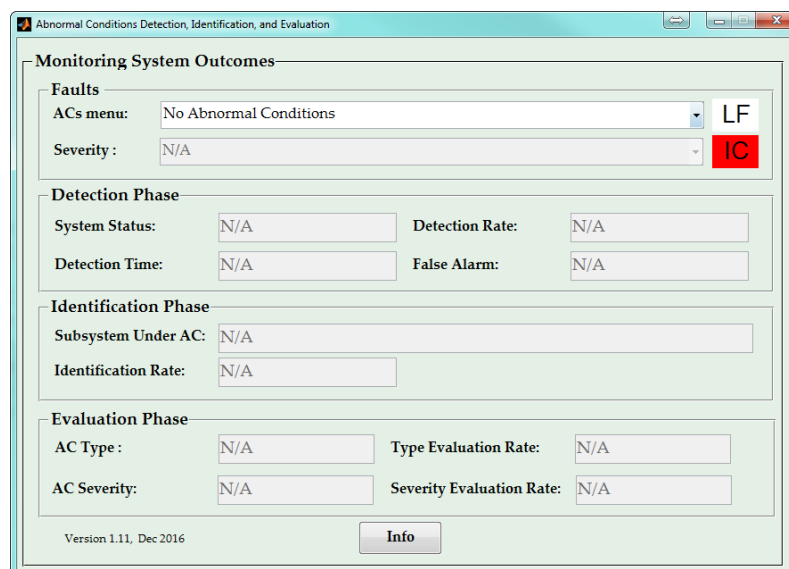 Abnormal Conditions Detection, Identification, and Evaluation
Monitoring System Outcomes
Faults
ACs menu: No Abnormal Conditions LF
Severity : N/A IC
Detection Phase
System Status: N/A Detection Rate: N/A
Detection Time: N/A False Alarm: N/A
Identification Phase
Subsystem Under AC: N/A
Identification Rate: N/A
Evaluation Phase
AC Type : N/A Type Evaluation Rate: N/A
AC Severity: N/A Severity Evaluation Rate: N/A
Version 1.11, Dec 2016 Info